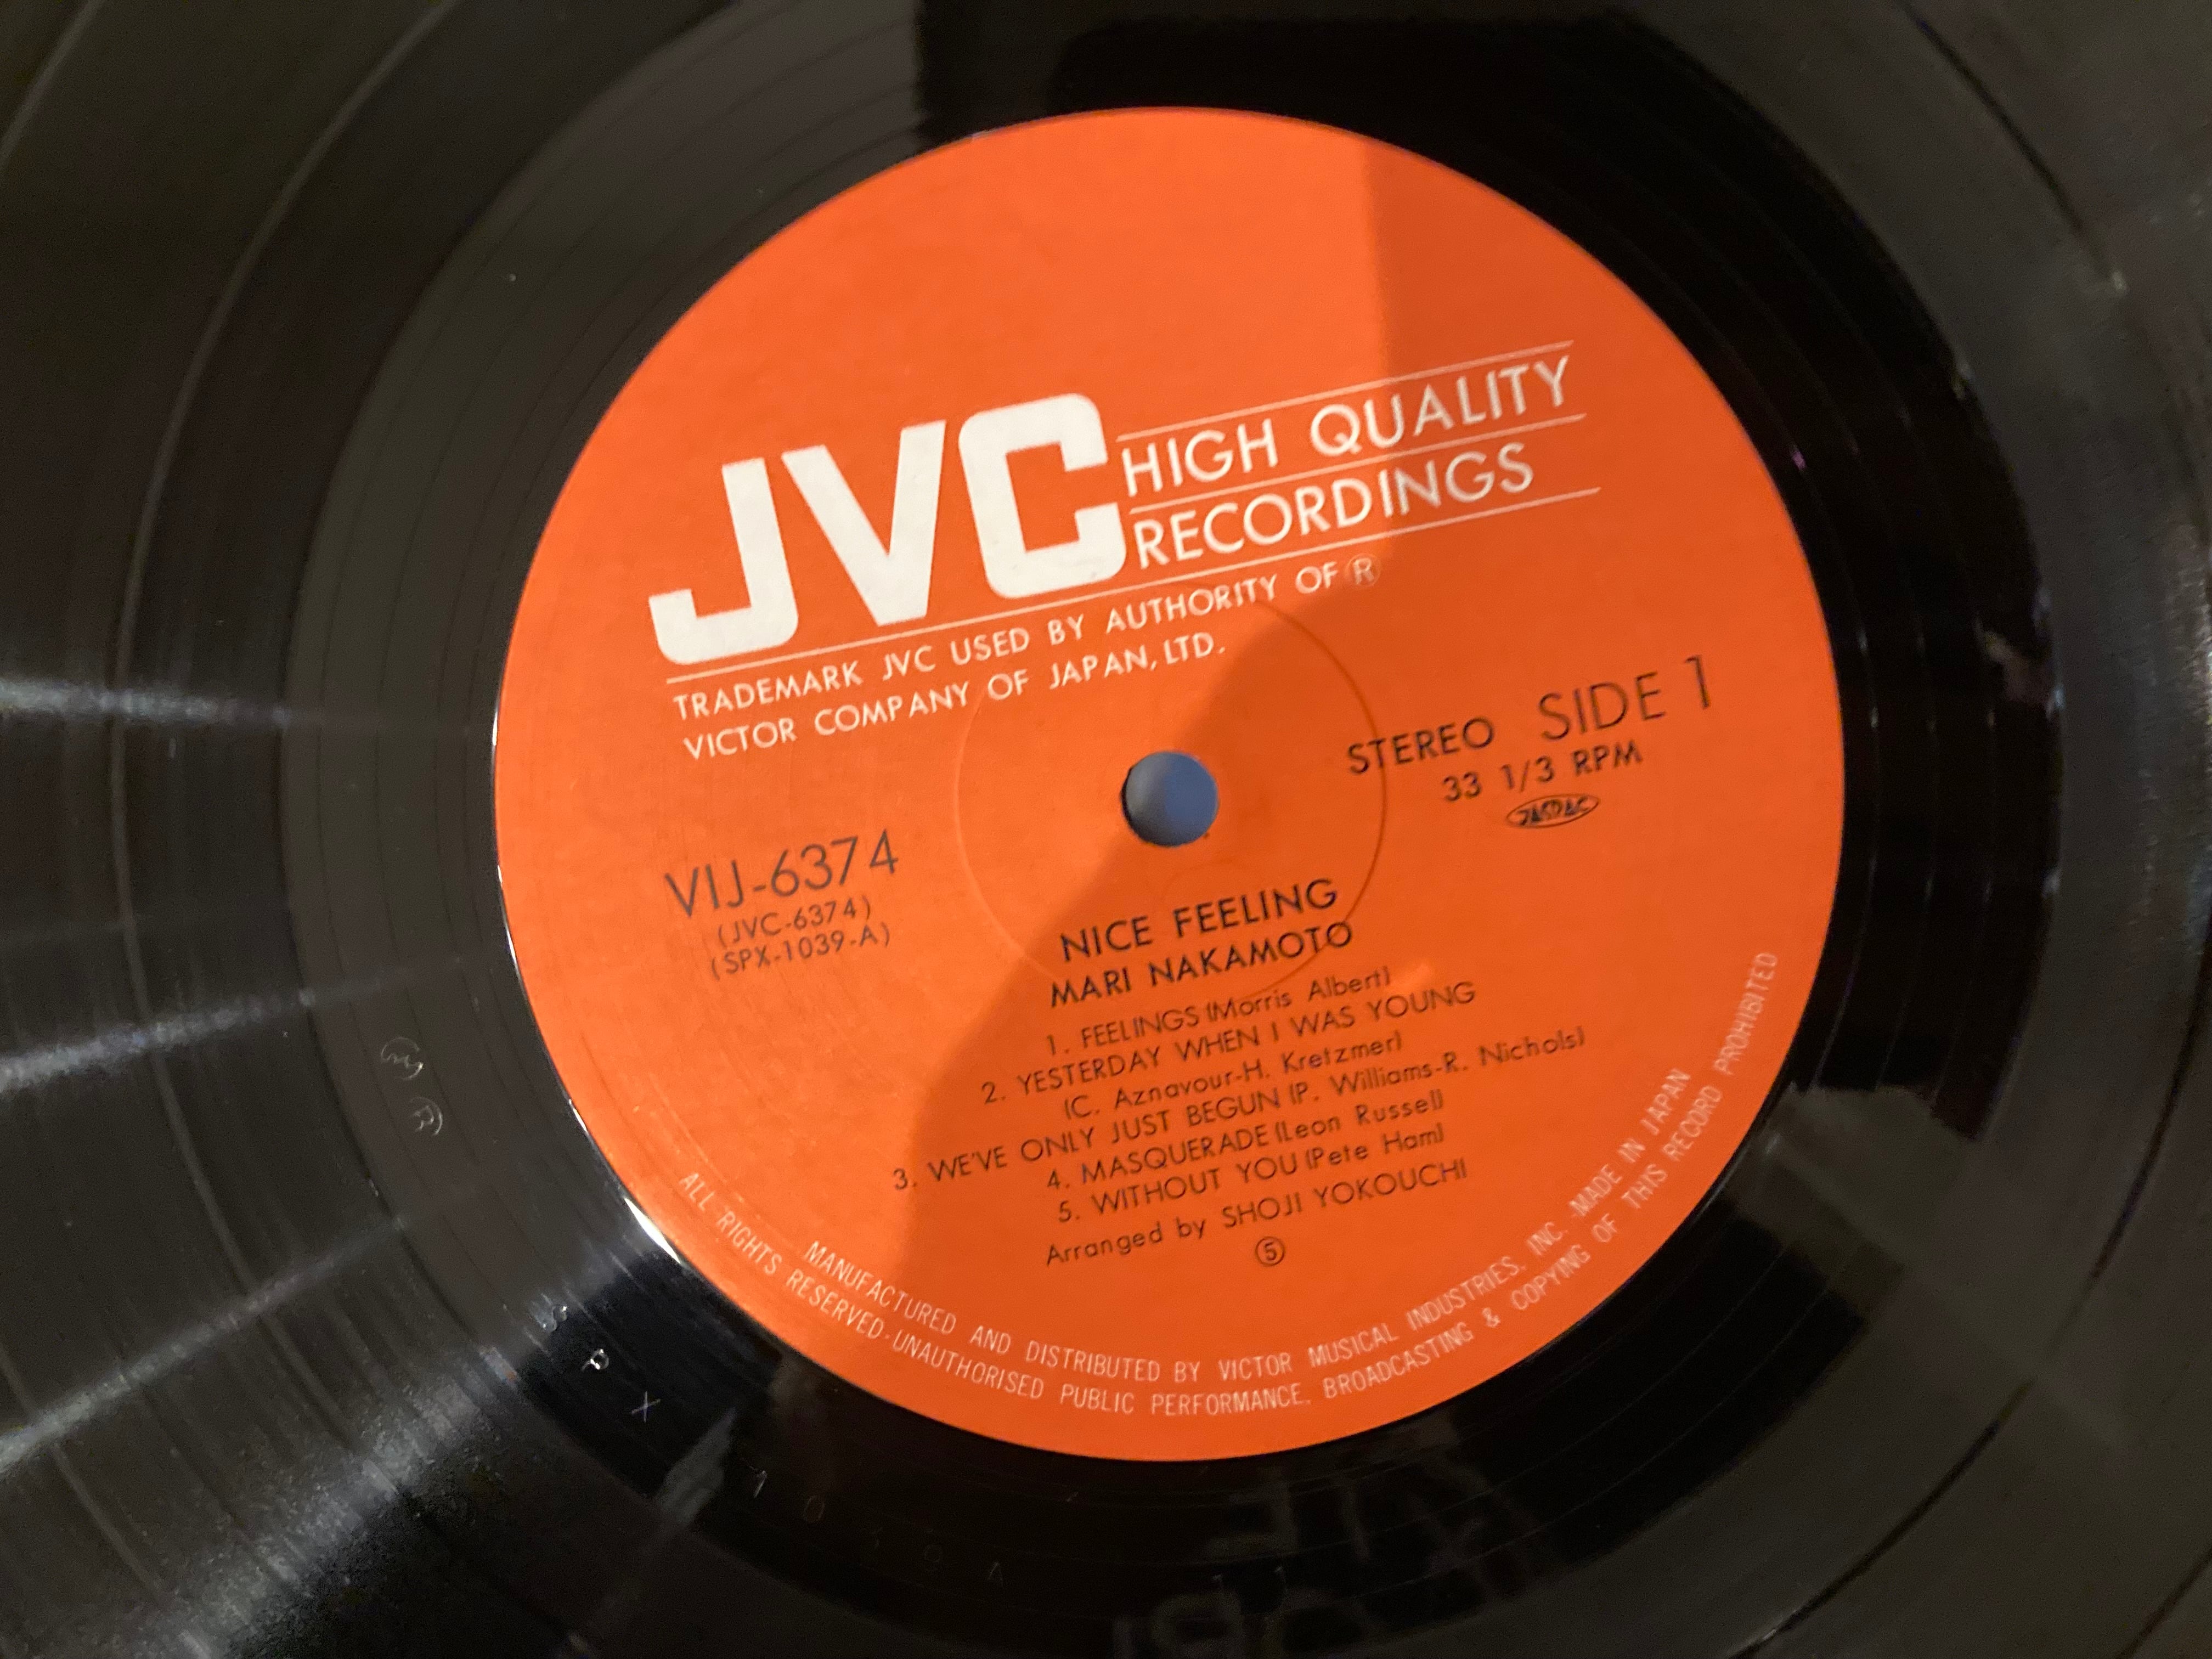 JVC HIGH QUALITY
RECORDINGS
TRADEMARK JVC USED BY AUTHORITY OF Ⓡ
VICTOR COMPANY OF JAPAN, LTD.
STEREO SIDE 1
33 1/3 RPM
JASRAC
VIJ-6374
(JVC-6374)
(SPX-1039-A)
NICE FEELING
MARI NAKAMOTO
1. FEELINGS (Morris Albert)
2. YESTERDAY WHEN I WAS YOUNG
(C. Aznavour-H. Kretzmer)
3. WE'VE ONLY JUST BEGUN (P. Williams-R. Nichols)
4. MASQUERADE (Leon Russell)
5. WITHOUT YOU (Pete Ham)
Arranged by SHOJI YOKOUCHI
⑤
MANUFACTURED AND DISTRIBUTED BY VICTOR MUSICAL INDUSTRIES, INC. MADE IN JAPAN
ALL RIGHTS RESERVED·UNAUTHORISED PUBLIC PERFORMANCE, BROADCASTING & COPYING OF THIS RECORD PROHIBITED